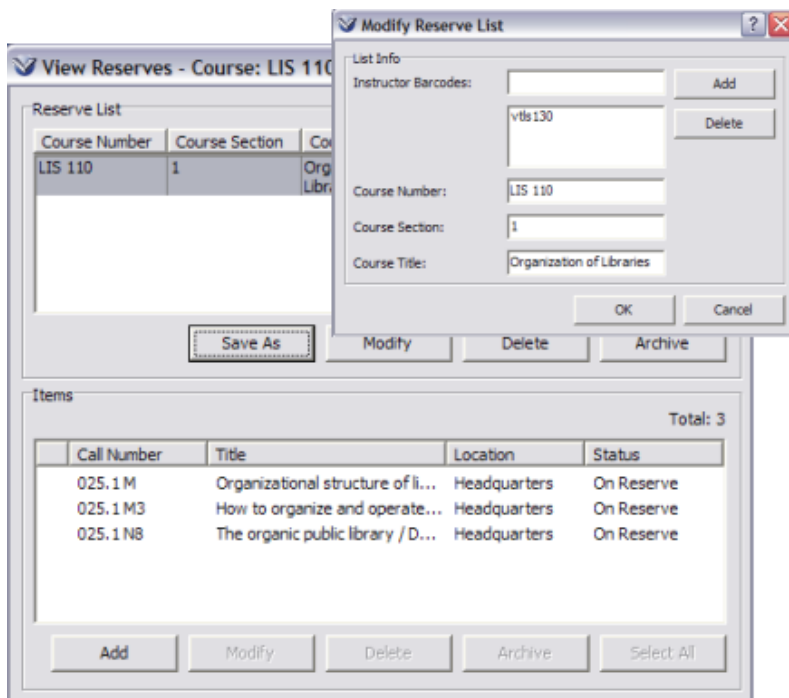 Modify Reserve List
List Info
Instructor Barcodes:
Add
vtls130
Delete
Course Number: LIS 110
Course Section: 1
Course Title: Organization of Libraries
OK Cancel
View Reserves - Course: LIS 110
Reserve List
Course Number Course Section Co
LIS 110 1 Org
Libr
Save As Modify Delete Archive
Items
Total: 3
Call Number Title Location Status
025.1 M Organizational structure of li... Headquarters On Reserve
025.1 M3 How to organize and operate... Headquarters On Reserve
025.1 N8 The organic public library / D... Headquarters On Reserve
Add Modify Delete Archive Select All